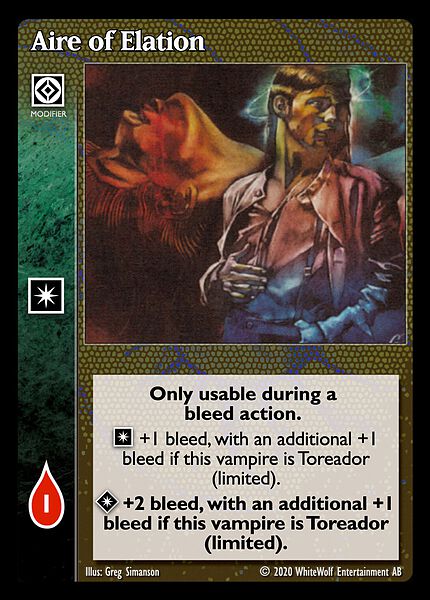 Aire of Elation
MODIFIER
Only usable during a
bleed action.
+1 bleed, with an additional +1
bleed if this vampire is Toreador
(limited).
+2 bleed, with an additional +1
bleed if this vampire is Toreador
(limited).
1
Illus: Greg Simanson © 2020 WhiteWolf Entertainment AB